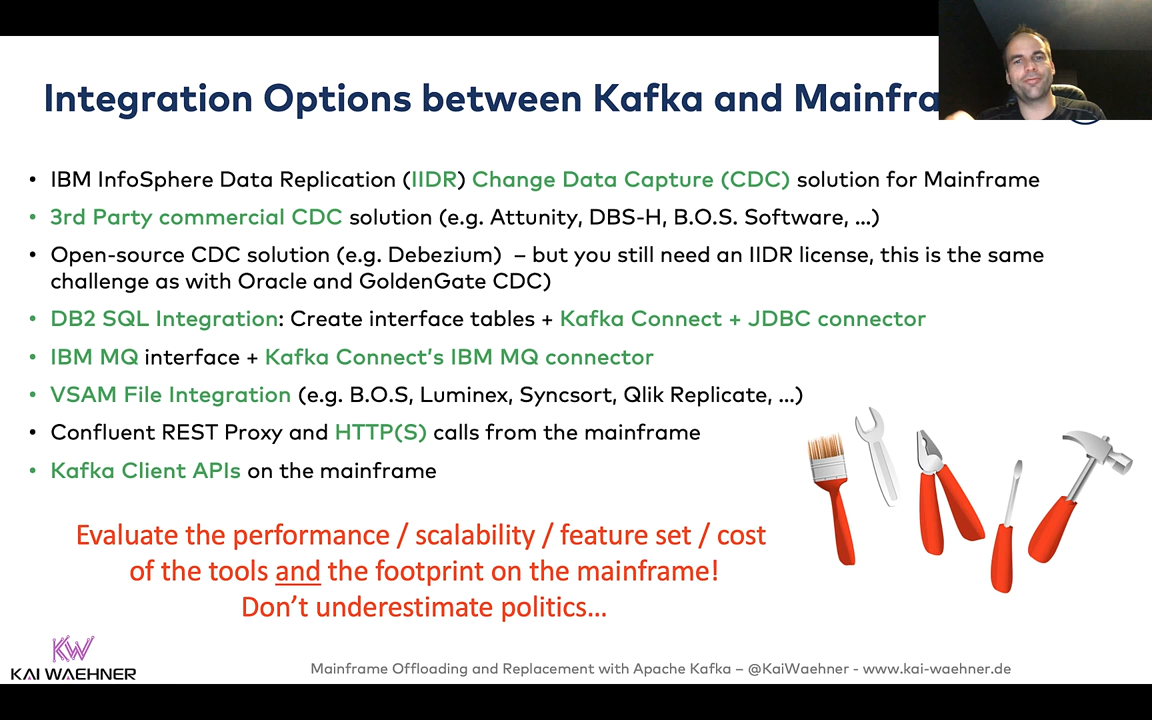 Integration Options between Kafka and Mainfra
• IBM InfoSphere Data Replication (IIDR) Change Data Capture (CDC) solution for Mainframe
• 3rd Party commercial CDC solution (e.g. Attunity, DBS-H, B.O.S. Software, ...)
• Open-source CDC solution (e.g. Debezium)  – but you still need an IIDR license, this is the same
challenge as with Oracle and GoldenGate CDC)
• DB2 SQL Integration: Create interface tables + Kafka Connect + JDBC connector
• IBM MQ interface + Kafka Connect's IBM MQ connector
• VSAM File Integration (e.g. B.O.S, Luminex, Syncsort, Qlik Replicate, ...)
• Confluent REST Proxy and HTTP(S) calls from the mainframe
• Kafka Client APIs on the mainframe
Evaluate the performance / scalability / feature set / cost
of the tools and the footprint on the mainframe!
Don't underestimate politics...
KW
KAI WAEHNER
Mainframe Offloading and Replacement with Apache Kafka – @KaiWaehner - www.kai-waehner.de